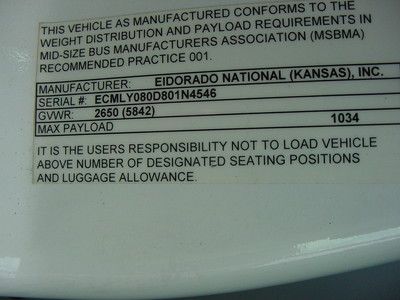 THIS VEHICLE AS MANUFACTURED CONFORMS TO THE
WEIGHT DISTRIBUTION AND PAYLOAD REQUIREMENTS IN
MID-SIZE BUS MANUFACTURERS ASSOCIATION (MSBMA)
RECOMMENDED PRACTICE 001.
MANUFACTURER: ElDORADO NATIONAL (KANSAS), INC.
SERIAL #: ECMLY080D801N4546
GVWR: 2650 (5842)
MAX PAYLOAD 1034
IT IS THE USERS RESPONSIBILITY NOT TO LOAD VEHICLE
ABOVE NUMBER OF DESIGNATED SEATING POSITIONS
AND LUGGAGE ALLOWANCE.